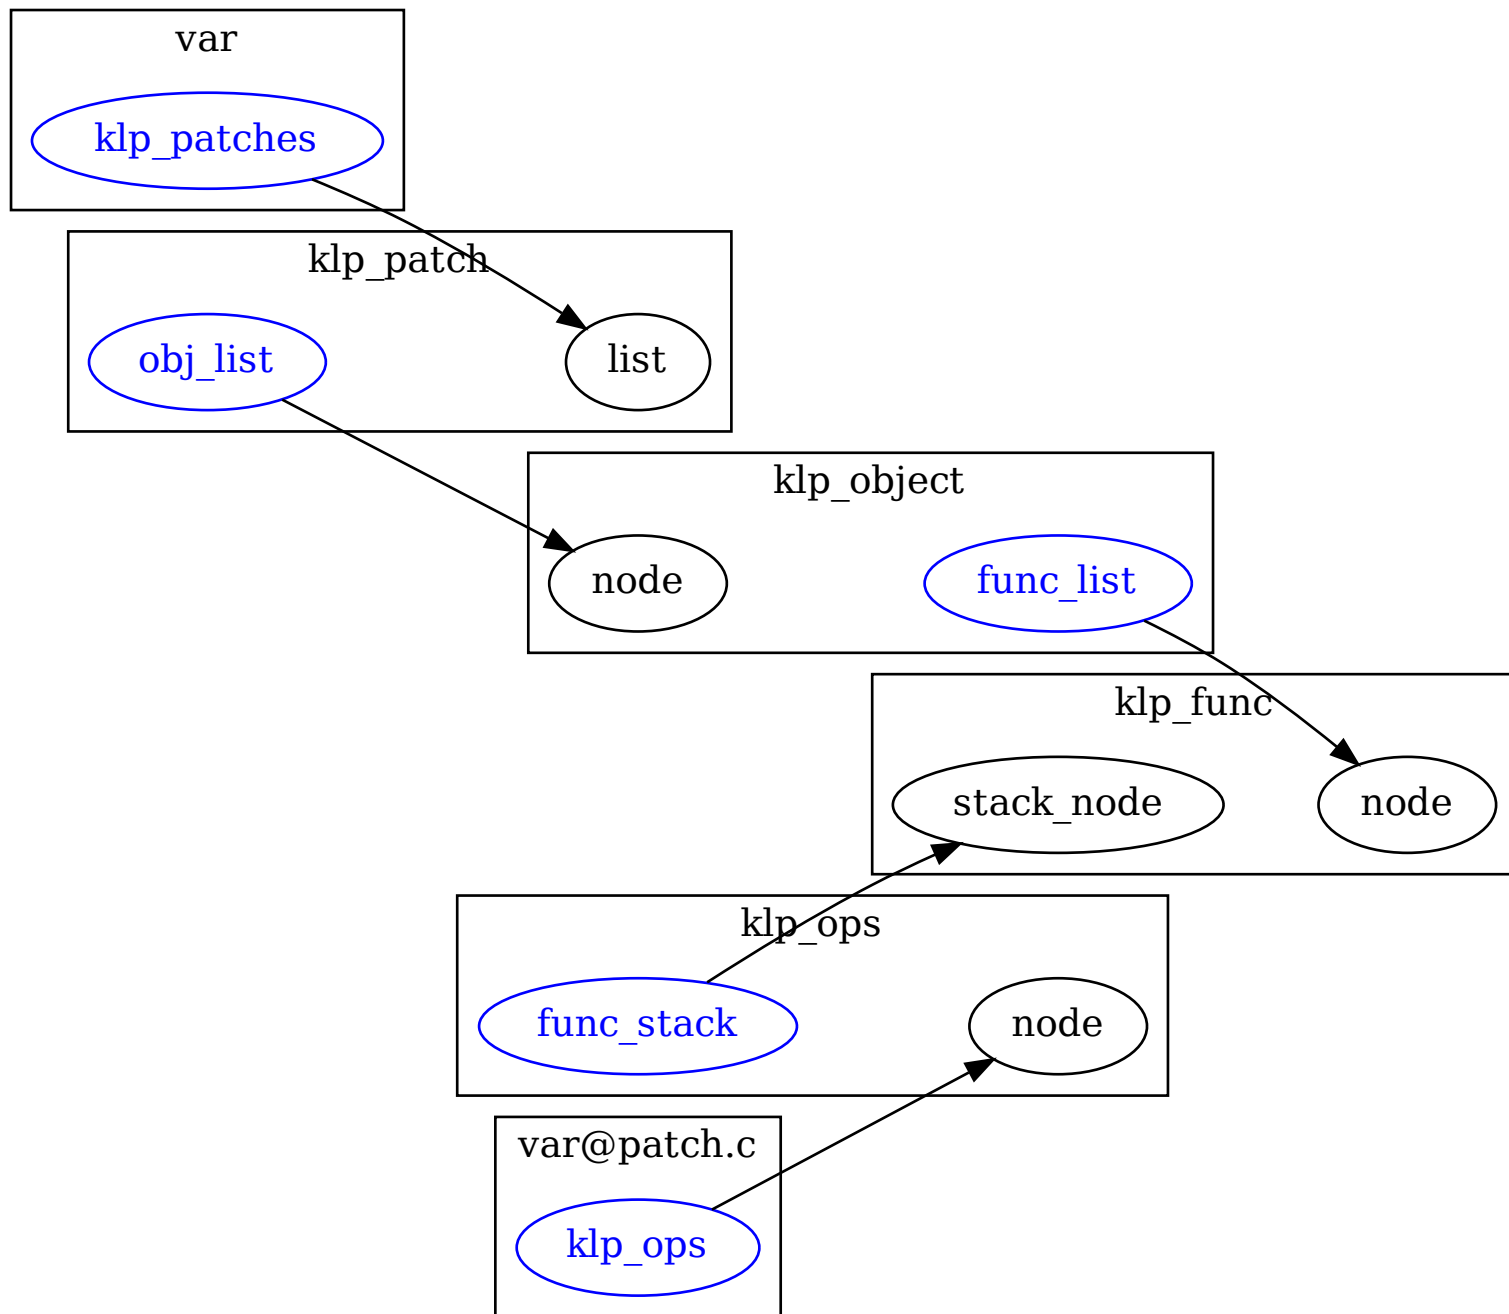 var
klp_patches
klp_patch
obj_list
list
klp_object
node
func_list
klp_func
stack_node
node
klp_ops
func_stack
node
var@patch.c
klp_ops